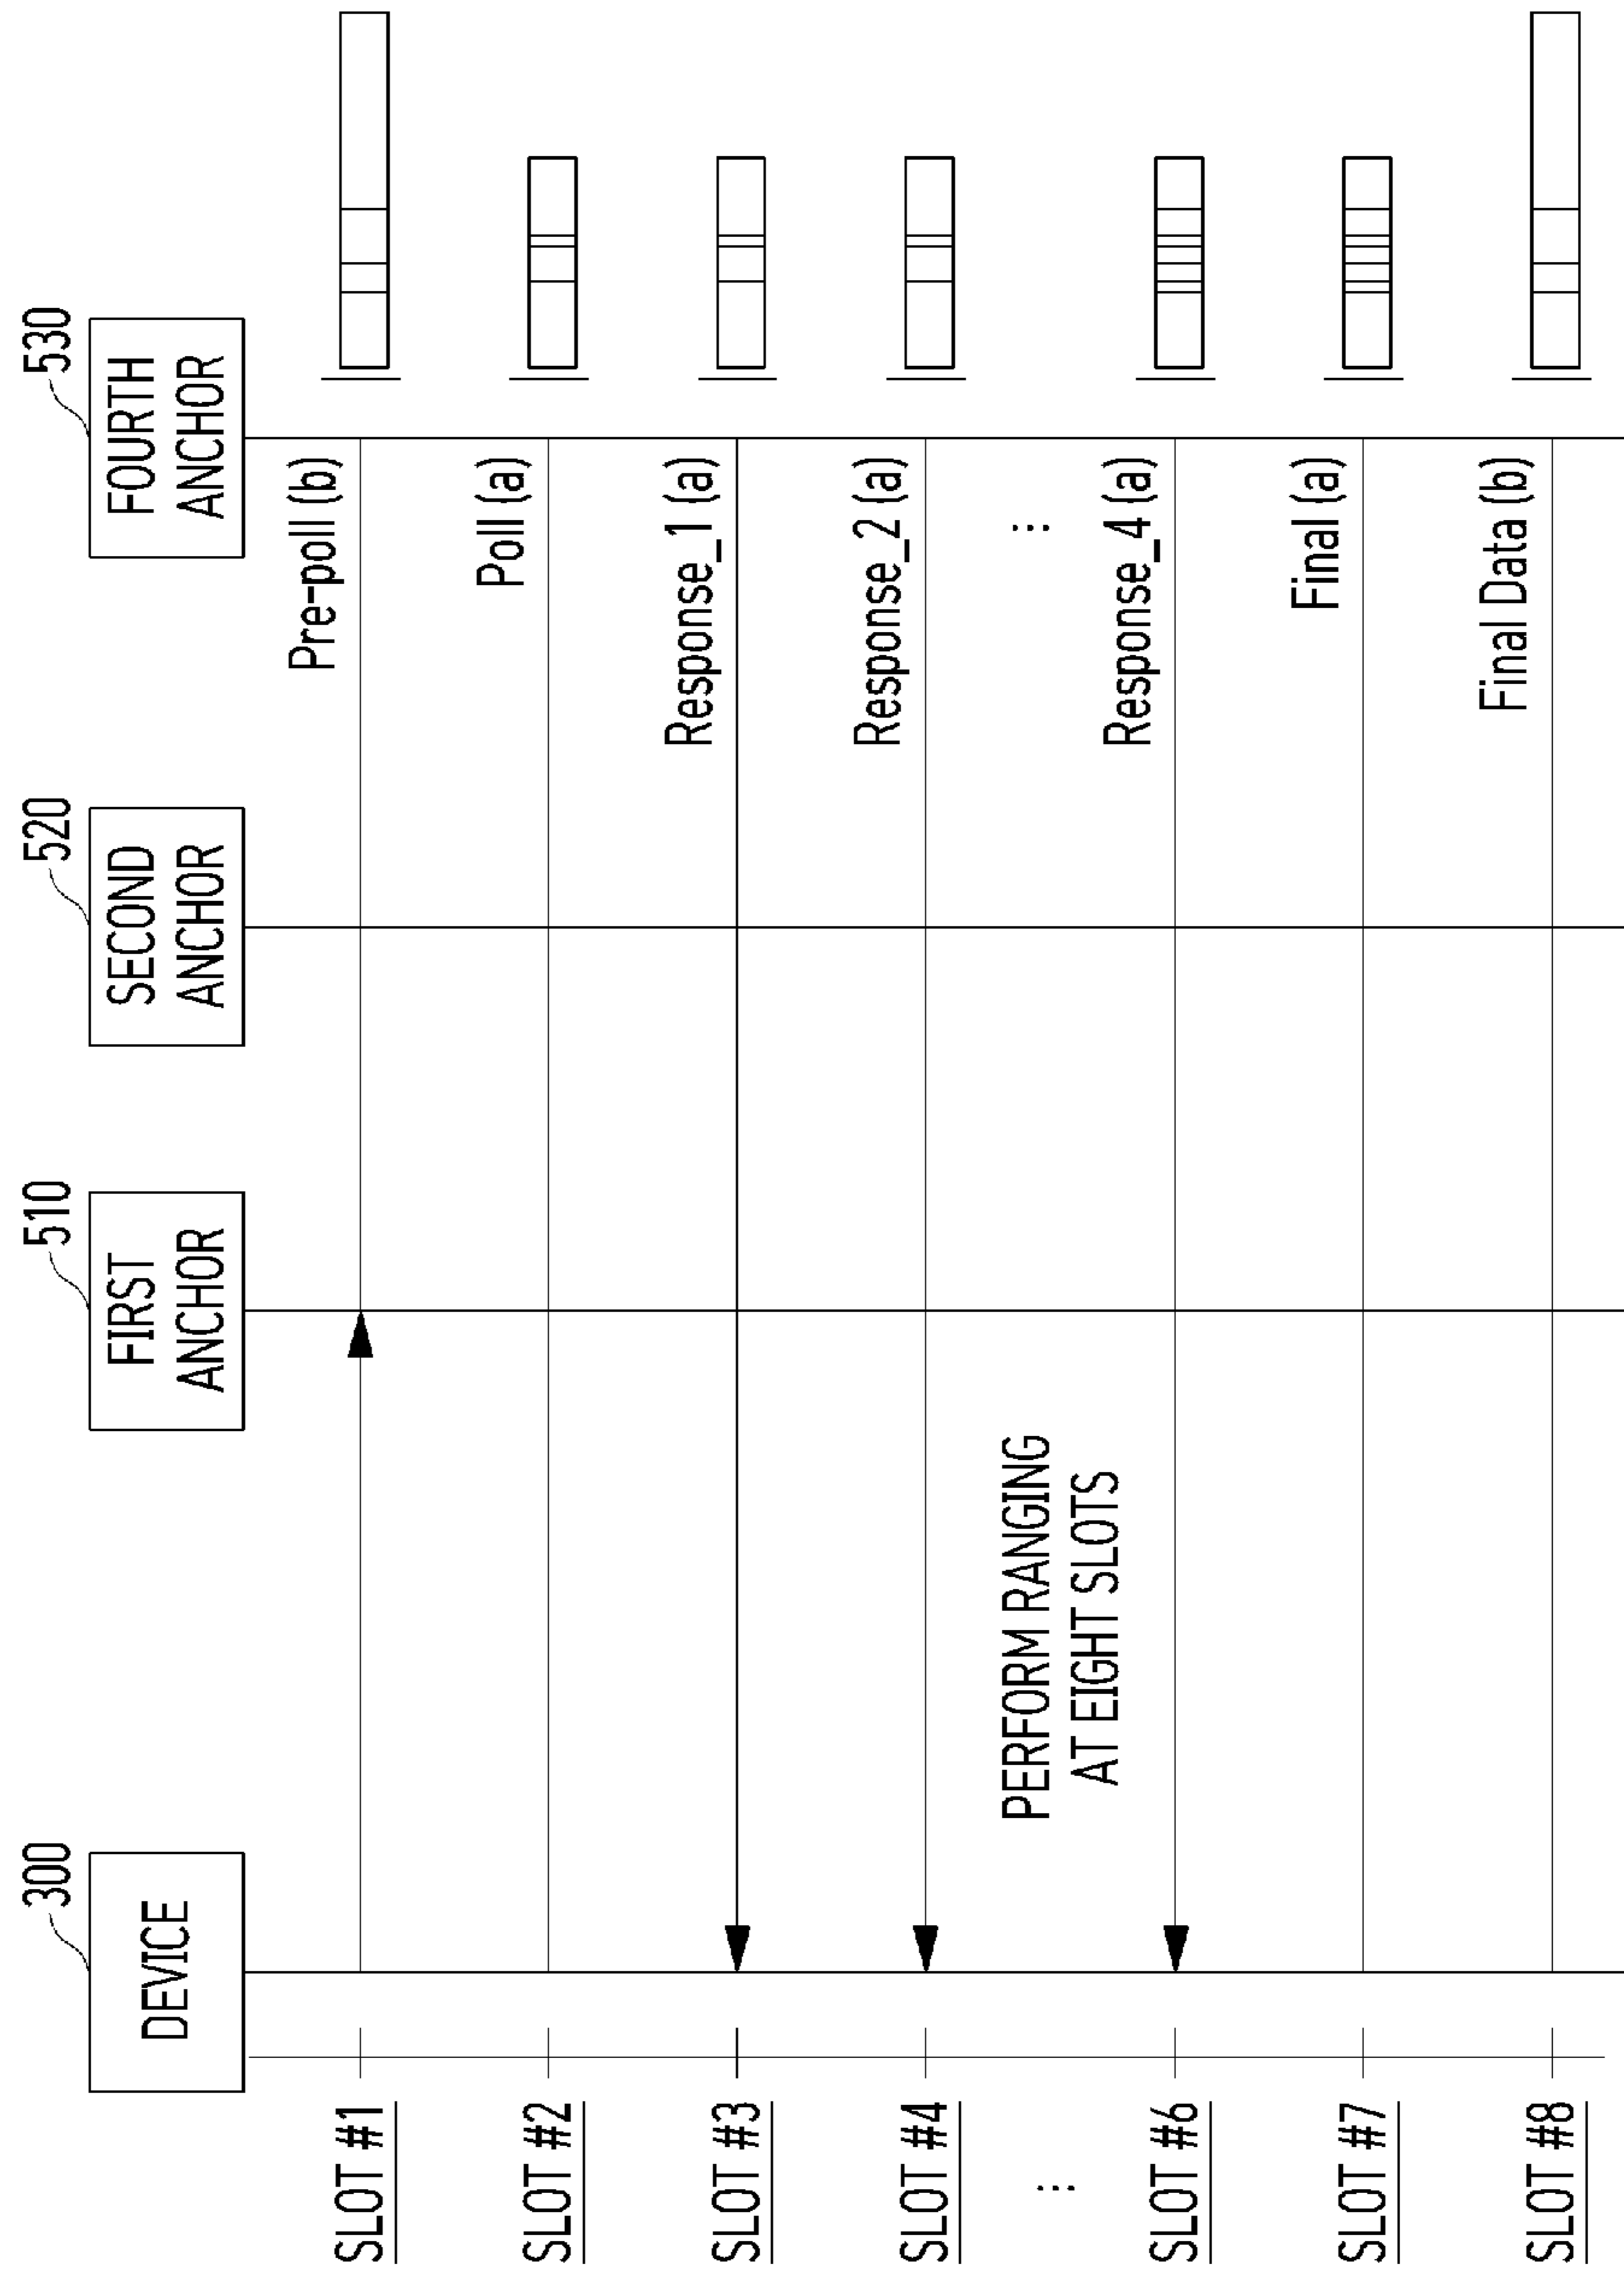 300
DEVICE
510
FIRST
ANCHOR
520
SECOND
ANCHOR
530
FOURTH
ANCHOR
SLOT #1
Pre-poll (b)
SLOT #2
Poll (a)
SLOT #3
Response_1 (a)
SLOT #4
Response_2 (a)
⋮
PERFORM RANGING
AT EIGHT SLOTS
⋮
SLOT #6
Response_4 (a)
SLOT #7
Final (a)
SLOT #8
Final Data (b)